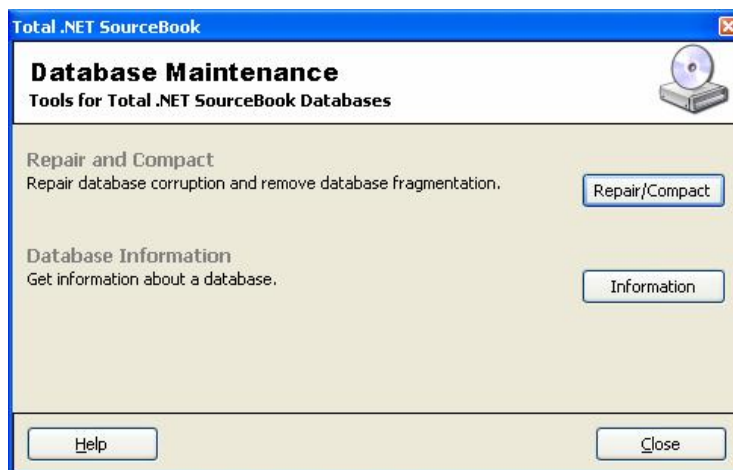 Total .NET SourceBook
Database Maintenance
Tools for Total .NET SourceBook Databases
Repair and Compact
Repair database corruption and remove database fragmentation.
Repair/Compact
Database Information
Get information about a database.
Information
Help
Close